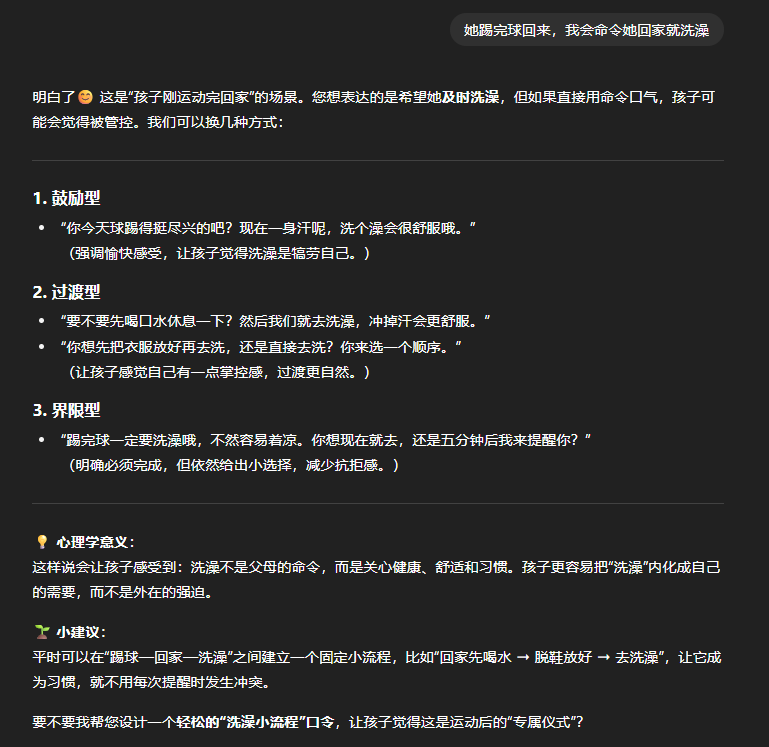 她踢完球回来，我会命令她回家就洗澡
明白了😊 这是“孩子刚运动完回家”的场景。您想表达的是希望她及时洗澡，但如果直接用命令口气，孩子可
能会觉得被管控。我们可以换几种方式：
1. 鼓励型
• “你今天球踢得挺尽兴的吧？现在一身汗呢，洗个澡会很舒服哦。”
（强调愉快感受，让孩子觉得洗澡是犒劳自己。）
2. 过渡型
• “要不要先喝口水休息一下？然后我们就去洗澡，冲掉汗会更舒服。”
• “你想先把衣服放好再去洗，还是直接去洗？你来选一个顺序。”
（让孩子感觉自己有一点掌控感，过渡更自然。）
3. 界限型
• “踢完球一定要洗澡哦，不然容易着凉。你想现在就去，还是五分钟后我来提醒你？”
（明确必须完成，但依然给出小选择，减少抗拒感。）
💡 心理学意义：
这样说会让孩子感受到：洗澡不是父母的命令，而是关心健康、舒适和习惯。孩子更容易把“洗澡”内化成自己
的需要，而不是外在的强迫。
🌱 小建议：
平时可以在“踢球—回家—洗澡”之间建立一个固定小流程，比如“回家先喝水 → 脱鞋放好 → 去洗澡”，让它成
为习惯，就不用每次提醒时发生冲突。
要不要我帮您设计一个轻松的“洗澡小流程”口令，让孩子觉得这是运动后的“专属仪式”？